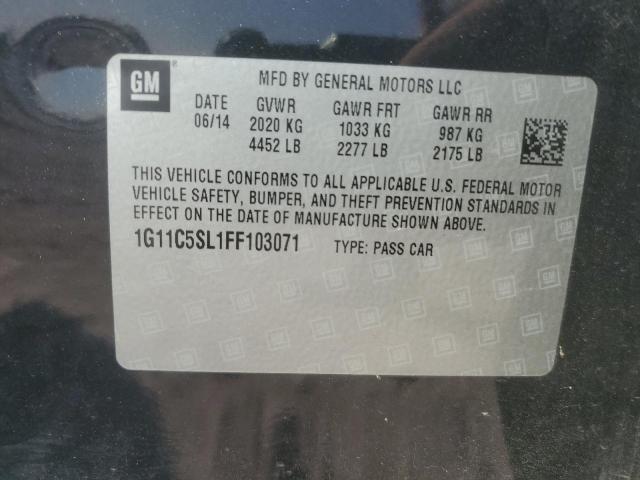 GM
MFD BY GENERAL MOTORS LLC
DATE GVWR GAWR FRT GAWR RR
06/14 2020 KG 1033 KG 987 KG
4452 LB 2277 LB 2175 LB
THIS VEHICLE CONFORMS TO ALL APPLICABLE U.S. FEDERAL MOTOR
VEHICLE SAFETY, BUMPER, AND THEFT PREVENTION STANDARDS IN
EFFECT ON THE DATE OF MANUFACTURE SHOWN ABOVE.
1G11C5SL1FF103071 TYPE: PASS CAR